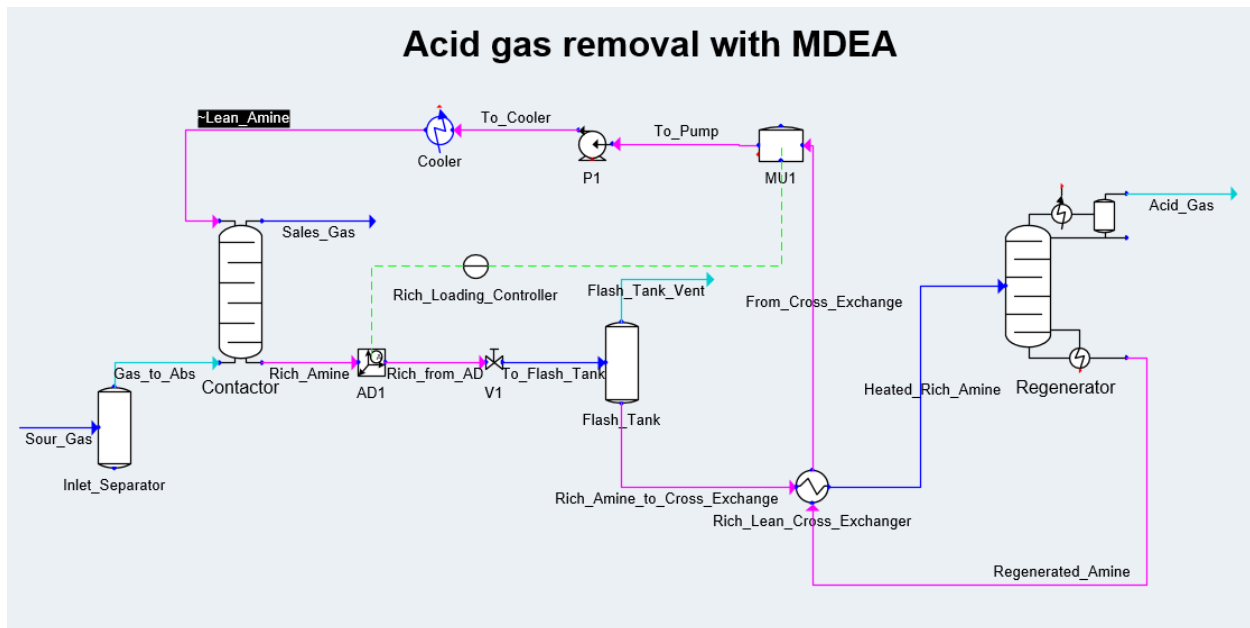 Acid gas removal with MDEA
~Lean_Amine
To_Cooler
To_Pump
Cooler
P1
MU1
Acid_Gas
Sales_Gas
Rich_Loading_Controller
Flash_Tank_Vent
From_Cross_Exchange
Gas_to_Abs
Rich_Amine
Rich_from_AD
To_Flash_Tank
Contactor
AD1
V1
Heated_Rich_Amine
Regenerator
Flash_Tank
Sour_Gas
Inlet_Separator
Rich_Amine_to_Cross_Exchange
Rich_Lean_Cross_Exchanger
Regenerated_Amine